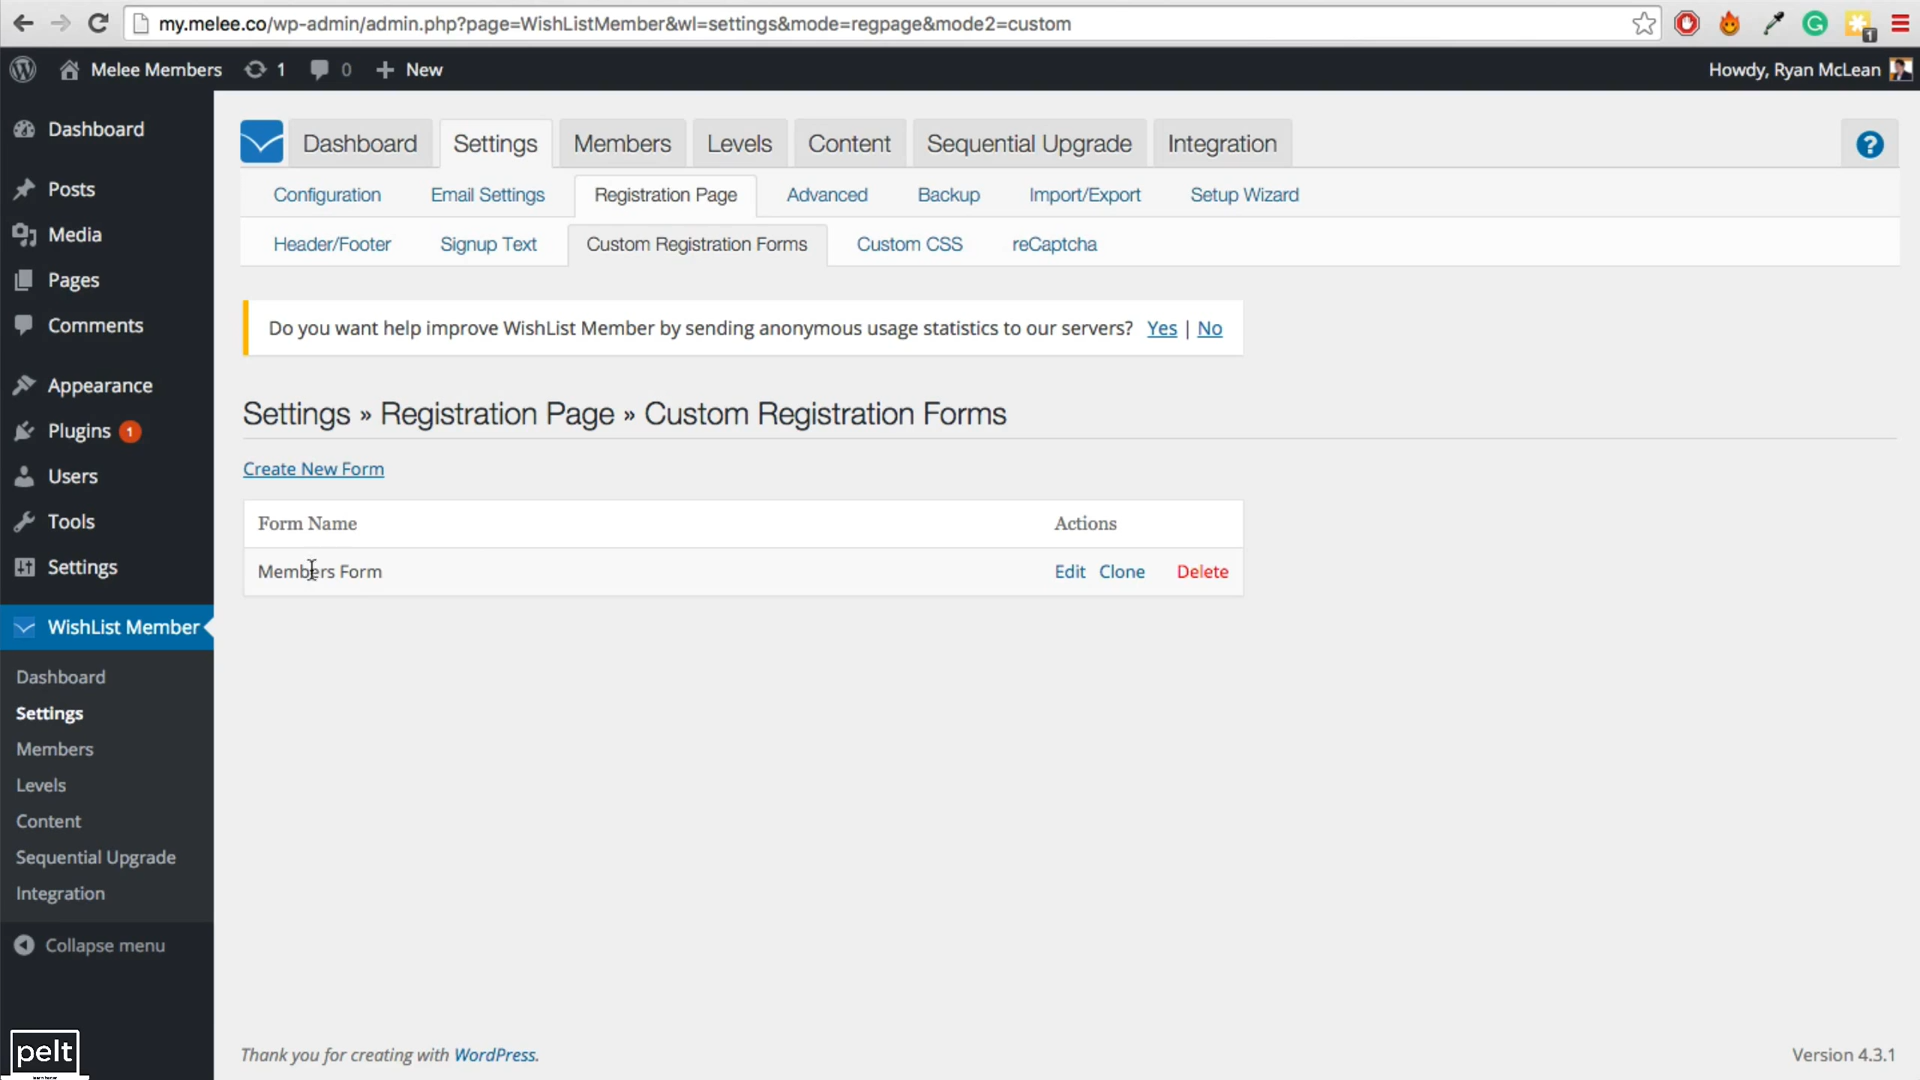 my.melee.co/wp-admin/admin.php?page=WishListMember&wl=settings&mode=regpage&mode2=custom
1
Melee Members 1 0 New Howdy, Ryan McLean
Dashboard
Posts
Media
Pages
Comments
Appearance
Plugins 1
Users
Tools
Settings
WishList Member
Dashboard
Settings
Members
Levels
Content
Sequential Upgrade
Integration
Collapse menu
pelt
Dashboard Settings Members Levels Content Sequential Upgrade Integration ?
Configuration Email Settings Registration Page Advanced Backup Import/Export Setup Wizard
Header/Footer Signup Text Custom Registration Forms Custom CSS reCaptcha
Do you want help improve WishList Member by sending anonymous usage statistics to our servers? Yes | No
Settings » Registration Page » Custom Registration Forms
Create New Form
Form Name Actions
Members Form Edit Clone Delete
Thank you for creating with WordPress. Version 4.3.1